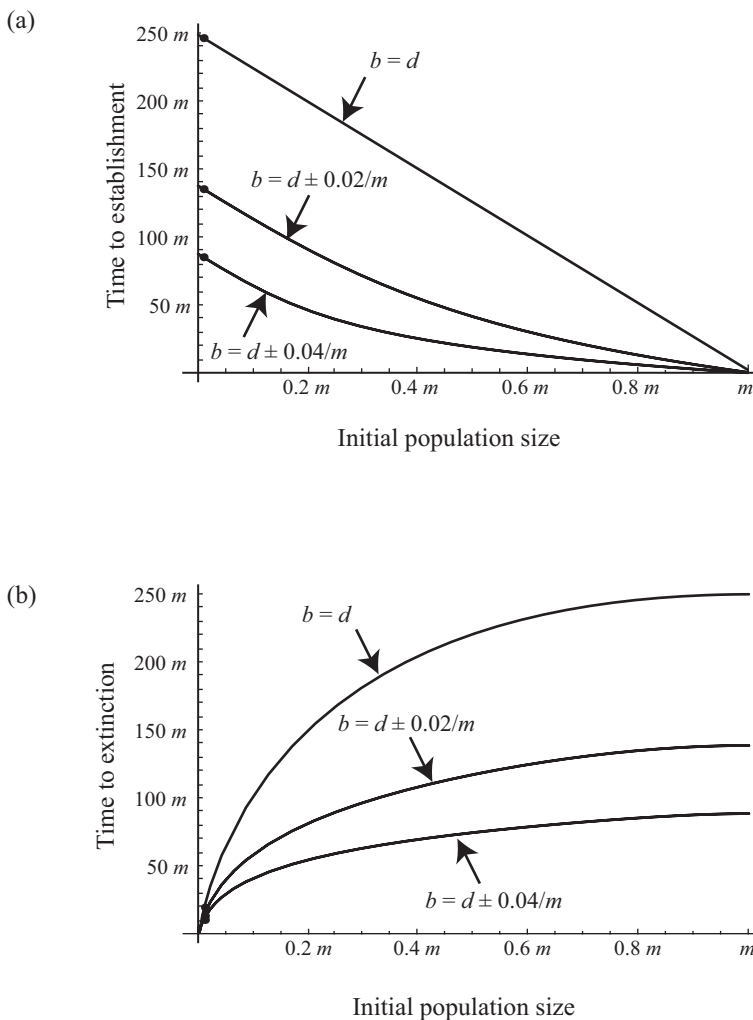 (a)
250 m
200 m
150 m
100 m
50 m
Time to establishment
b = d
b = d ± 0.02/m
b = d ± 0.04/m
0.2 m 0.4 m 0.6 m 0.8 m m
Initial population size
(b)
250 m
200 m
150 m
100 m
50 m
Time to extinction
b = d
b = d ± 0.02/m
b = d ± 0.04/m
0.2 m 0.4 m 0.6 m 0.8 m m
Initial population size